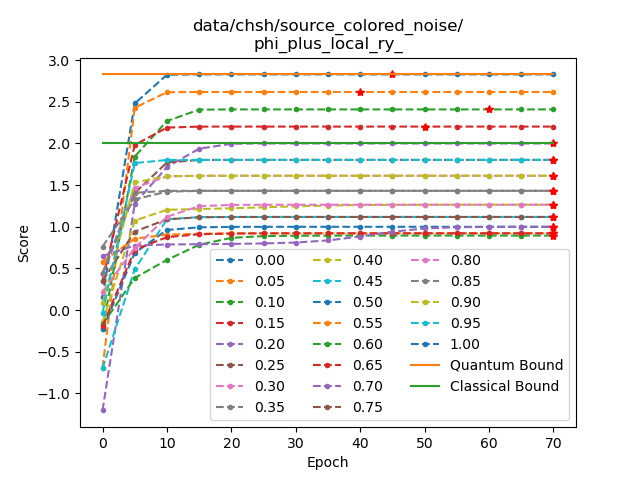 data/chsh/source_colored_noise/
phi_plus_local_ry_
3.0
2.5
2.0
1.5
1.0
0.5
0.0
−0.5
−1.0
Score
0 10 20 30 40 50 60 70
Epoch
0.00 0.40 0.80
0.05 0.45 0.85
0.10 0.50 0.90
0.15 0.55 0.95
0.20 0.60 1.00
0.25 0.65 Quantum Bound
0.30 0.70 Classical Bound
0.35 0.75